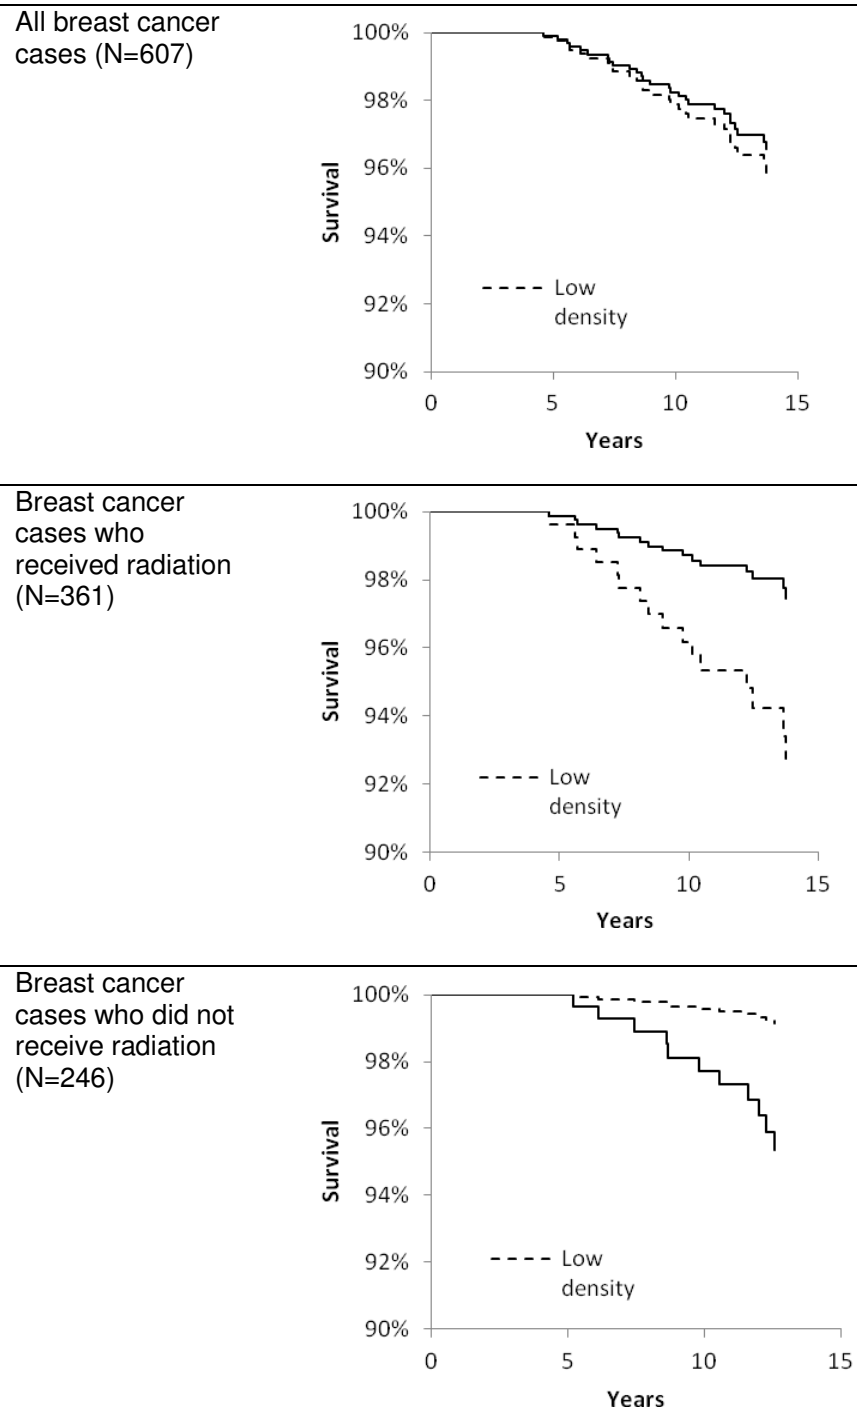 All breast cancer
cases (N=607)
100%
98%
96%
94%
92%
90%
Survival
Low
density
0 5 10 15
Years
Breast cancer
cases who
received radiation
(N=361)
100%
98%
96%
94%
92%
90%
Survival
Low
density
0 5 10 15
Years
Breast cancer
cases who did not
receive radiation
(N=246)
100%
98%
96%
94%
92%
90%
Survival
Low
density
0 5 10 15
Years